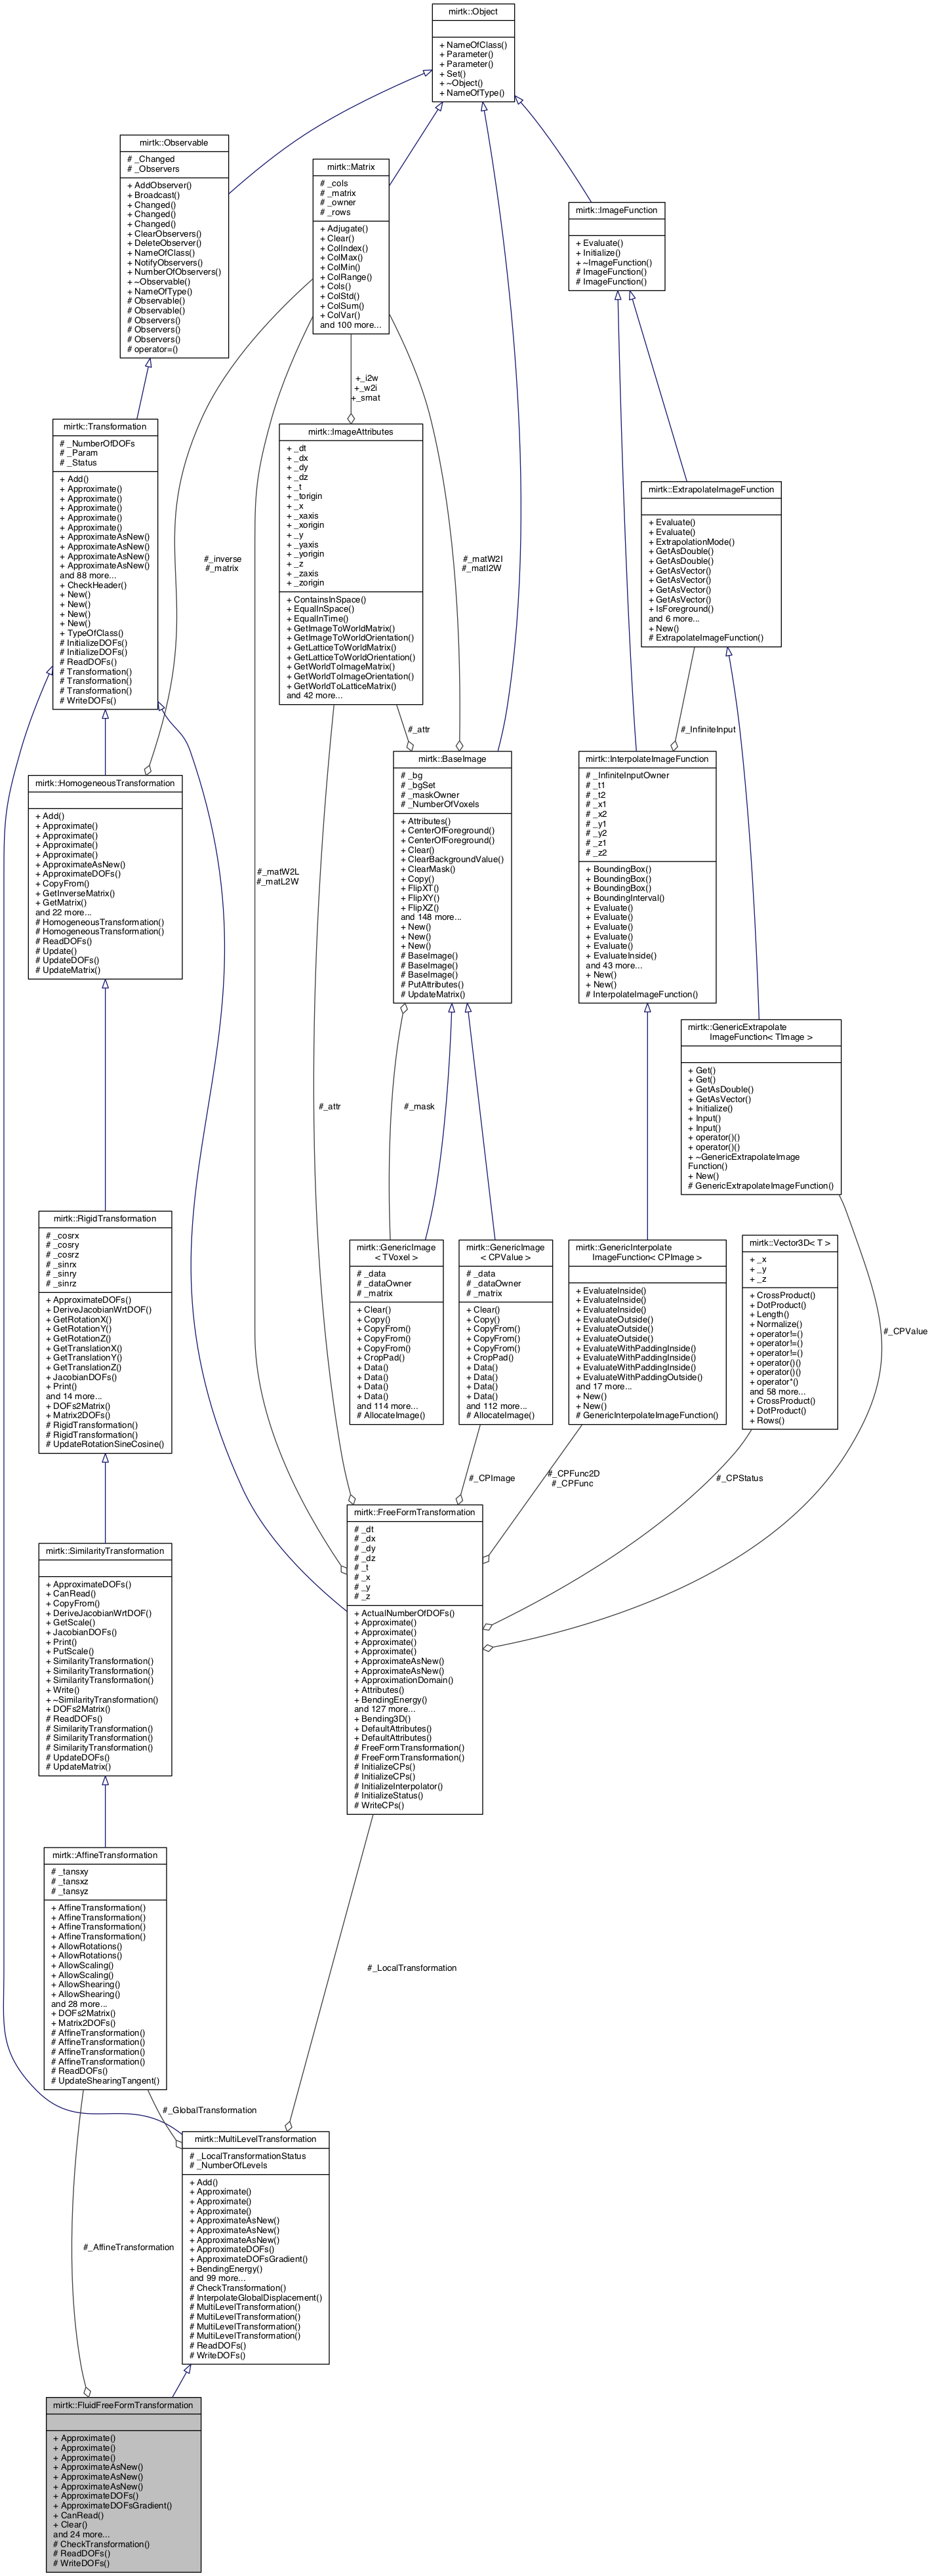 mirtk::Object
+ NameOfClass()
+ Parameter()
+ Parameter()
+ Set()
+ ~Object()
+ NameOfType()
mirtk::Observable
# _Changed
# _Observers
+ AddObserver()
+ Broadcast()
+ Changed()
+ Changed()
+ Changed()
+ ClearObservers()
+ DeleteObserver()
+ NameOfClass()
+ NotifyObservers()
+ NumberOfObservers()
+ ~Observable()
+ NameOfType()
# Observable()
# Observable()
# Observers()
# Observers()
# Observers()
# operator=()
mirtk::Matrix
# _cols
# _matrix
# _owner
# _rows
+ Adjugate()
+ Clear()
+ ColIndex()
+ ColMax()
+ ColMin()
+ ColRange()
+ Cols()
+ ColStd()
+ ColSum()
+ ColVar()
and 100 more...
mirtk::ImageFunction
+ Evaluate()
+ Initialize()
+ ~ImageFunction()
# ImageFunction()
# ImageFunction()
+_i2w
+_w2i
+_smat
mirtk::Transformation
# _NumberOfDOFs
# _Param
# _Status
+ Add()
+ Approximate()
+ Approximate()
+ Approximate()
+ Approximate()
+ Approximate()
+ ApproximateAsNew()
+ ApproximateAsNew()
+ ApproximateAsNew()
+ ApproximateAsNew()
and 88 more...
+ CheckHeader()
+ New()
+ New()
+ New()
+ New()
+ TypeOfClass()
# InitializeDOFs()
# InitializeDOFs()
# ReadDOFs()
# Transformation()
# Transformation()
# Transformation()
# WriteDOFs()
#_inverse
#_matrix
mirtk::ImageAttributes
+ _dt
+ _dx
+ _dy
+ _dz
+ _t
+ _torigin
+ _x
+ _xaxis
+ _xorigin
+ _y
+ _yaxis
+ _yorigin
+ _z
+ _zaxis
+ _zorigin
+ ContainsInSpace()
+ EqualInSpace()
+ EqualInTime()
+ GetImageToWorldMatrix()
+ GetImageToWorldOrientation()
+ GetLatticeToWorldMatrix()
+ GetLatticeToWorldOrientation()
+ GetWorldToImageMatrix()
+ GetWorldToImageOrientation()
+ GetWorldToLatticeMatrix()
and 42 more...
#_matW2I
#_matI2W
mirtk::ExtrapolateImageFunction
+ Evaluate()
+ Evaluate()
+ ExtrapolationMode()
+ GetAsDouble()
+ GetAsDouble()
+ GetAsVector()
+ GetAsVector()
+ GetAsVector()
+ GetAsVector()
+ IsForeground()
and 6 more...
+ New()
# ExtrapolateImageFunction()
#_attr
#_InfiniteInput
mirtk::HomogeneousTransformation
+ Add()
+ Approximate()
+ Approximate()
+ Approximate()
+ Approximate()
+ ApproximateAsNew()
+ ApproximateDOFs()
+ CopyFrom()
+ GetInverseMatrix()
+ GetMatrix()
and 22 more...
# HomogeneousTransformation()
# HomogeneousTransformation()
# ReadDOFs()
# Update()
# UpdateDOFs()
# UpdateMatrix()
#_matW2L
#_matL2W
mirtk::BaseImage
# _bg
# _bgSet
# _maskOwner
# _NumberOfVoxels
+ Attributes()
+ CenterOfForeground()
+ CenterOfForeground()
+ Clear()
+ ClearBackgroundValue()
+ ClearMask()
+ Copy()
+ FlipXT()
+ FlipXY()
+ FlipXZ()
and 148 more...
+ New()
+ New()
+ New()
# BaseImage()
# BaseImage()
# BaseImage()
# PutAttributes()
# UpdateMatrix()
mirtk::InterpolateImageFunction
# _InfiniteInputOwner
# _t1
# _t2
# _x1
# _x2
# _y1
# _y2
# _z1
# _z2
+ BoundingBox()
+ BoundingBox()
+ BoundingBox()
+ BoundingInterval()
+ Evaluate()
+ Evaluate()
+ Evaluate()
+ Evaluate()
+ Evaluate()
+ EvaluateInside()
and 43 more...
+ New()
+ New()
# InterpolateImageFunction()
mirtk::GenericExtrapolate
ImageFunction< TImage >
+ Get()
+ Get()
+ GetAsDouble()
+ GetAsVector()
+ Initialize()
+ Input()
+ Input()
+ operator()()
+ operator()()
+ ~GenericExtrapolateImage
Function()
+ New()
# GenericExtrapolateImageFunction()
#_attr
#_mask
mirtk::RigidTransformation
# _cosrx
# _cosry
# _cosrz
# _sinrx
# _sinry
# _sinrz
+ ApproximateDOFs()
+ DeriveJacobianWrtDOF()
+ GetRotationX()
+ GetRotationY()
+ GetRotationZ()
+ GetTranslationX()
+ GetTranslationY()
+ GetTranslationZ()
+ JacobianDOFs()
+ Print()
and 14 more...
+ DOFs2Matrix()
+ Matrix2DOFs()
# RigidTransformation()
# RigidTransformation()
# UpdateRotationSineCosine()
mirtk::GenericImage
< TVoxel >
# _data
# _dataOwner
# _matrix
+ Clear()
+ Copy()
+ CopyFrom()
+ CopyFrom()
+ CopyFrom()
+ CropPad()
+ Data()
+ Data()
+ Data()
+ Data()
and 114 more...
# AllocateImage()
mirtk::GenericImage
< CPValue >
# _data
# _dataOwner
# _matrix
+ Clear()
+ Copy()
+ CopyFrom()
+ CopyFrom()
+ CopyFrom()
+ CropPad()
+ Data()
+ Data()
+ Data()
+ Data()
and 112 more...
# AllocateImage()
mirtk::GenericInterpolate
ImageFunction< CPImage >
+ EvaluateInside()
+ EvaluateInside()
+ EvaluateInside()
+ EvaluateOutside()
+ EvaluateOutside()
+ EvaluateOutside()
+ EvaluateWithPaddingInside()
+ EvaluateWithPaddingInside()
+ EvaluateWithPaddingInside()
+ EvaluateWithPaddingOutside()
and 17 more...
+ New()
+ New()
# GenericInterpolateImageFunction()
mirtk::Vector3D< T >
+ _x
+ _y
+ _z
+ CrossProduct()
+ DotProduct()
+ Length()
+ Normalize()
+ operator!=()
+ operator!=()
+ operator!=()
+ operator()()
+ operator()()
+ operator*()
and 58 more...
+ CrossProduct()
+ DotProduct()
+ Rows()
#_CPValue
#_CPImage
#_CPFunc2D
#_CPFunc
#_CPStatus
mirtk::FreeFormTransformation
# _dt
# _dx
# _dy
# _dz
# _t
# _x
# _y
# _z
+ ActualNumberOfDOFs()
+ Approximate()
+ Approximate()
+ Approximate()
+ Approximate()
+ ApproximateAsNew()
+ ApproximateAsNew()
+ ApproximationDomain()
+ Attributes()
+ BendingEnergy()
and 127 more...
+ Bending3D()
+ DefaultAttributes()
+ DefaultAttributes()
# FreeFormTransformation()
# FreeFormTransformation()
# InitializeCPs()
# InitializeCPs()
# InitializeInterpolator()
# InitializeStatus()
# WriteCPs()
mirtk::SimilarityTransformation
+ ApproximateDOFs()
+ CanRead()
+ CopyFrom()
+ DeriveJacobianWrtDOF()
+ GetScale()
+ JacobianDOFs()
+ Print()
+ PutScale()
+ SimilarityTransformation()
+ SimilarityTransformation()
+ SimilarityTransformation()
+ Write()
+ ~SimilarityTransformation()
+ DOFs2Matrix()
# ReadDOFs()
# SimilarityTransformation()
# SimilarityTransformation()
# SimilarityTransformation()
# UpdateDOFs()
# UpdateMatrix()
mirtk::AffineTransformation
# _tansxy
# _tansxz
# _tansyz
+ AffineTransformation()
+ AffineTransformation()
+ AffineTransformation()
+ AffineTransformation()
+ AllowRotations()
+ AllowRotations()
+ AllowScaling()
+ AllowScaling()
+ AllowShearing()
+ AllowShearing()
and 28 more...
+ DOFs2Matrix()
+ Matrix2DOFs()
# AffineTransformation()
# AffineTransformation()
# AffineTransformation()
# AffineTransformation()
# ReadDOFs()
# UpdateShearingTangent()
#_LocalTransformation
#_GlobalTransformation
mirtk::MultiLevelTransformation
# _LocalTransformationStatus
# _NumberOfLevels
+ Add()
+ Approximate()
+ Approximate()
+ Approximate()
+ ApproximateAsNew()
+ ApproximateAsNew()
+ ApproximateAsNew()
+ ApproximateDOFs()
+ ApproximateDOFsGradient()
+ BendingEnergy()
and 99 more...
# CheckTransformation()
# InterpolateGlobalDisplacement()
# MultiLevelTransformation()
# MultiLevelTransformation()
# MultiLevelTransformation()
# MultiLevelTransformation()
# ReadDOFs()
# WriteDOFs()
#_AffineTransformation
mirtk::FluidFreeFormTransformation
+ Approximate()
+ Approximate()
+ Approximate()
+ ApproximateAsNew()
+ ApproximateAsNew()
+ ApproximateAsNew()
+ ApproximateDOFs()
+ ApproximateDOFsGradient()
+ CanRead()
+ Clear()
and 24 more...
# CheckTransformation()
# ReadDOFs()
# WriteDOFs()